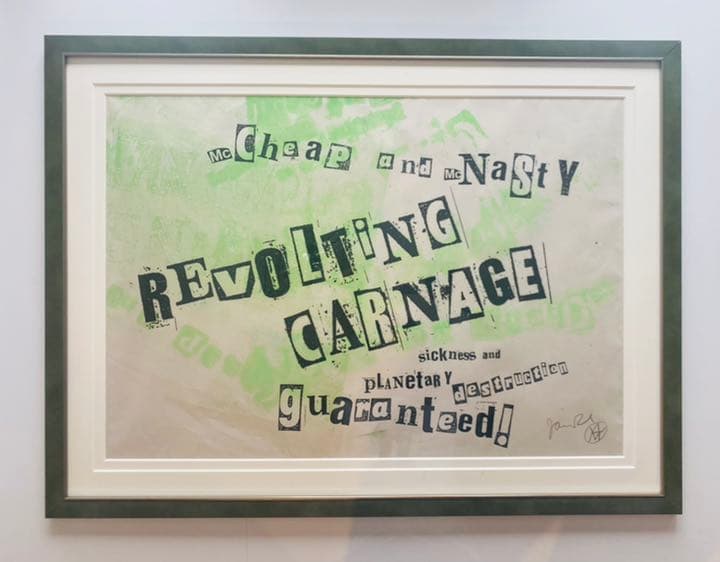 McCheap and McNaStY
REvOLTiNG
CARNAGE
sickness and
pLANetaRY destruction
guaranteed!